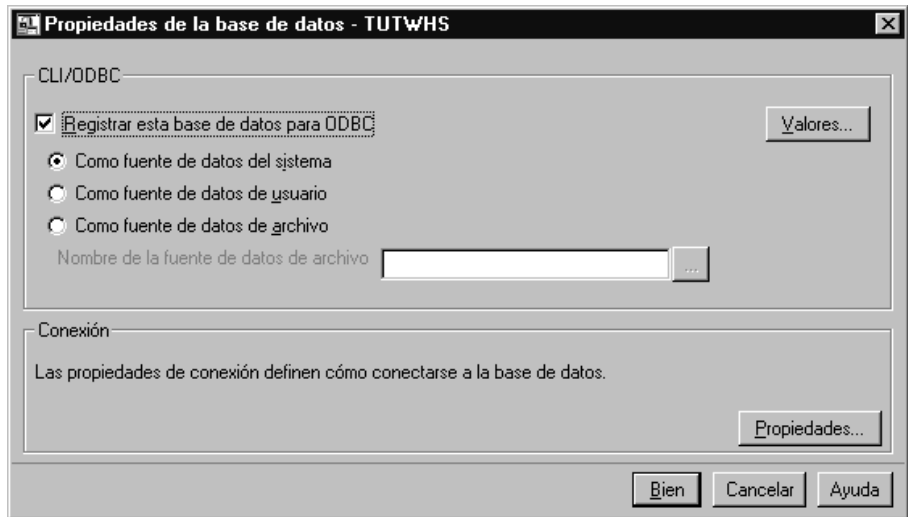 Propiedades de la base de datos - TUTWHS
CLI/ODBC
Registrar esta base de datos para ODBC
Valores...
Como fuente de datos del sistema
Como fuente de datos de usuario
Como fuente de datos de archivo
Nombre de la fuente de datos de archivo
...
Conexión
Las propiedades de conexión definen cómo conectarse a la base de datos.
Propiedades...
Bien Cancelar Ayuda